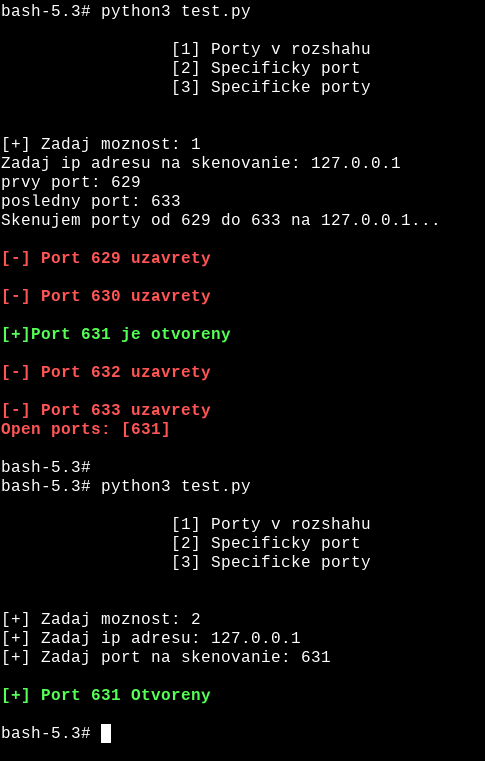 bash-5.3# python3 test.py
[1] Porty v rozshahu
[2] Specificky port
[3] Specificke porty
[+] Zadaj moznost: 1
Zadaj ip adresu na skenovanie: 127.0.0.1
prvy port: 629
posledny port: 633
Skenujem porty od 629 do 633 na 127.0.0.1...
[-] Port 629 uzavrety
[-] Port 630 uzavrety
[+]Port 631 je otvoreny
[-] Port 632 uzavrety
[-] Port 633 uzavrety
Open ports: [631]
bash-5.3#
bash-5.3# python3 test.py
[1] Porty v rozshahu
[2] Specificky port
[3] Specificke porty
[+] Zadaj moznost: 2
[+] Zadaj ip adresu: 127.0.0.1
[+] Zadaj port na skenovanie: 631
[+] Port 631 Otvoreny
bash-5.3#